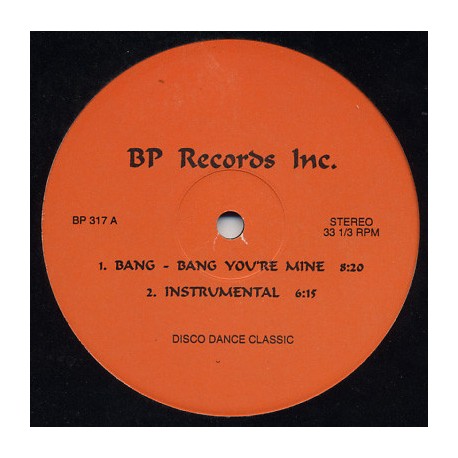 BP Records Inc.
BP 317 A
STEREO
33 1/3 RPM
1. BANG - BANG YOU'RE MINE 8:20
2. INSTRUMENTAL 6:15
DISCO DANCE CLASSIC